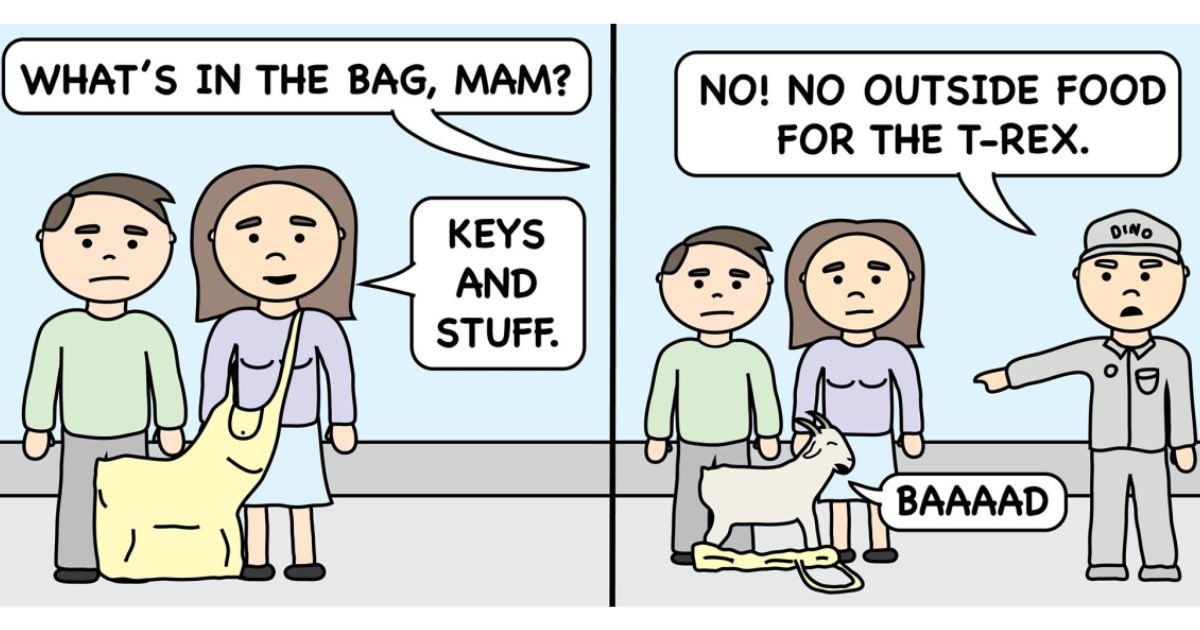 WHAT'S IN THE BAG, MAM?
KEYS
AND
STUFF.
NO! NO OUTSIDE FOOD
FOR THE T-REX.
DINO
BAAAAD